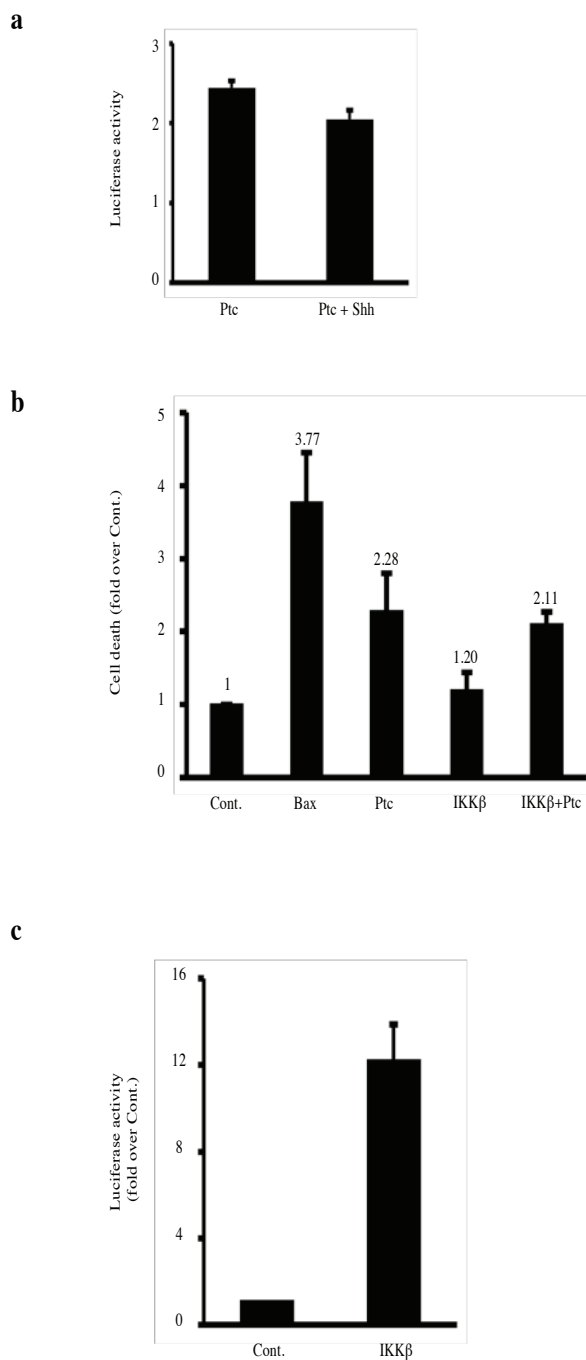 a
Luciferase activity
3
2
1
0
Ptc
Ptc + Shh
b
Cell death (fold over Cont.)
5
4
3
2
1
0
1
3.77
2.28
1.20
2.11
Cont.
Bax
Ptc
IKKβ
IKKβ+Ptc
c
Luciferase activity
(fold over Cont.)
16
12
8
4
0
Cont.
IKKβ